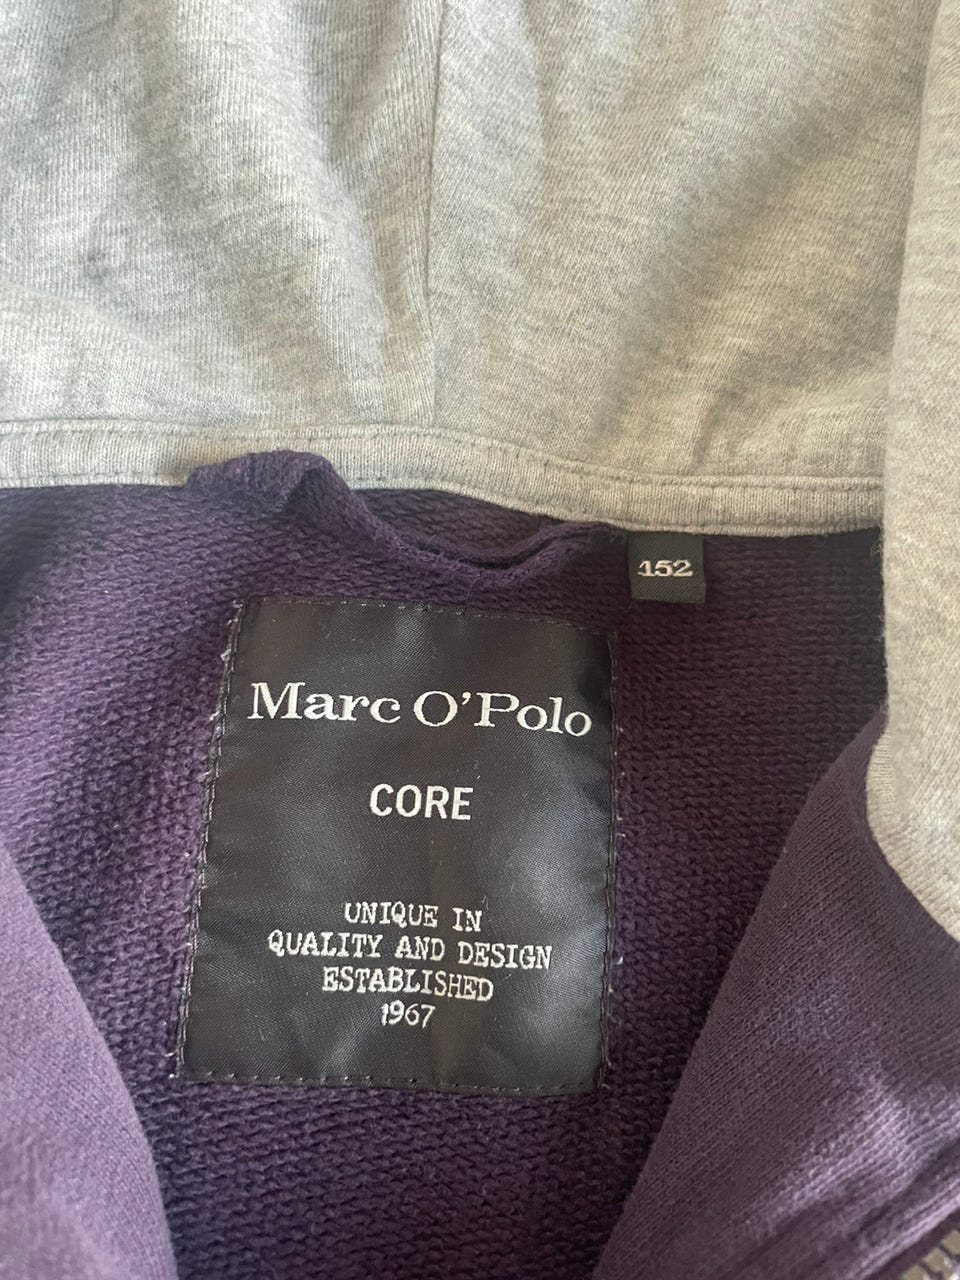 152
Marc O'Polo
CORE
UNIQUE IN
QUALITY AND DESIGN
ESTABLISHED
1967